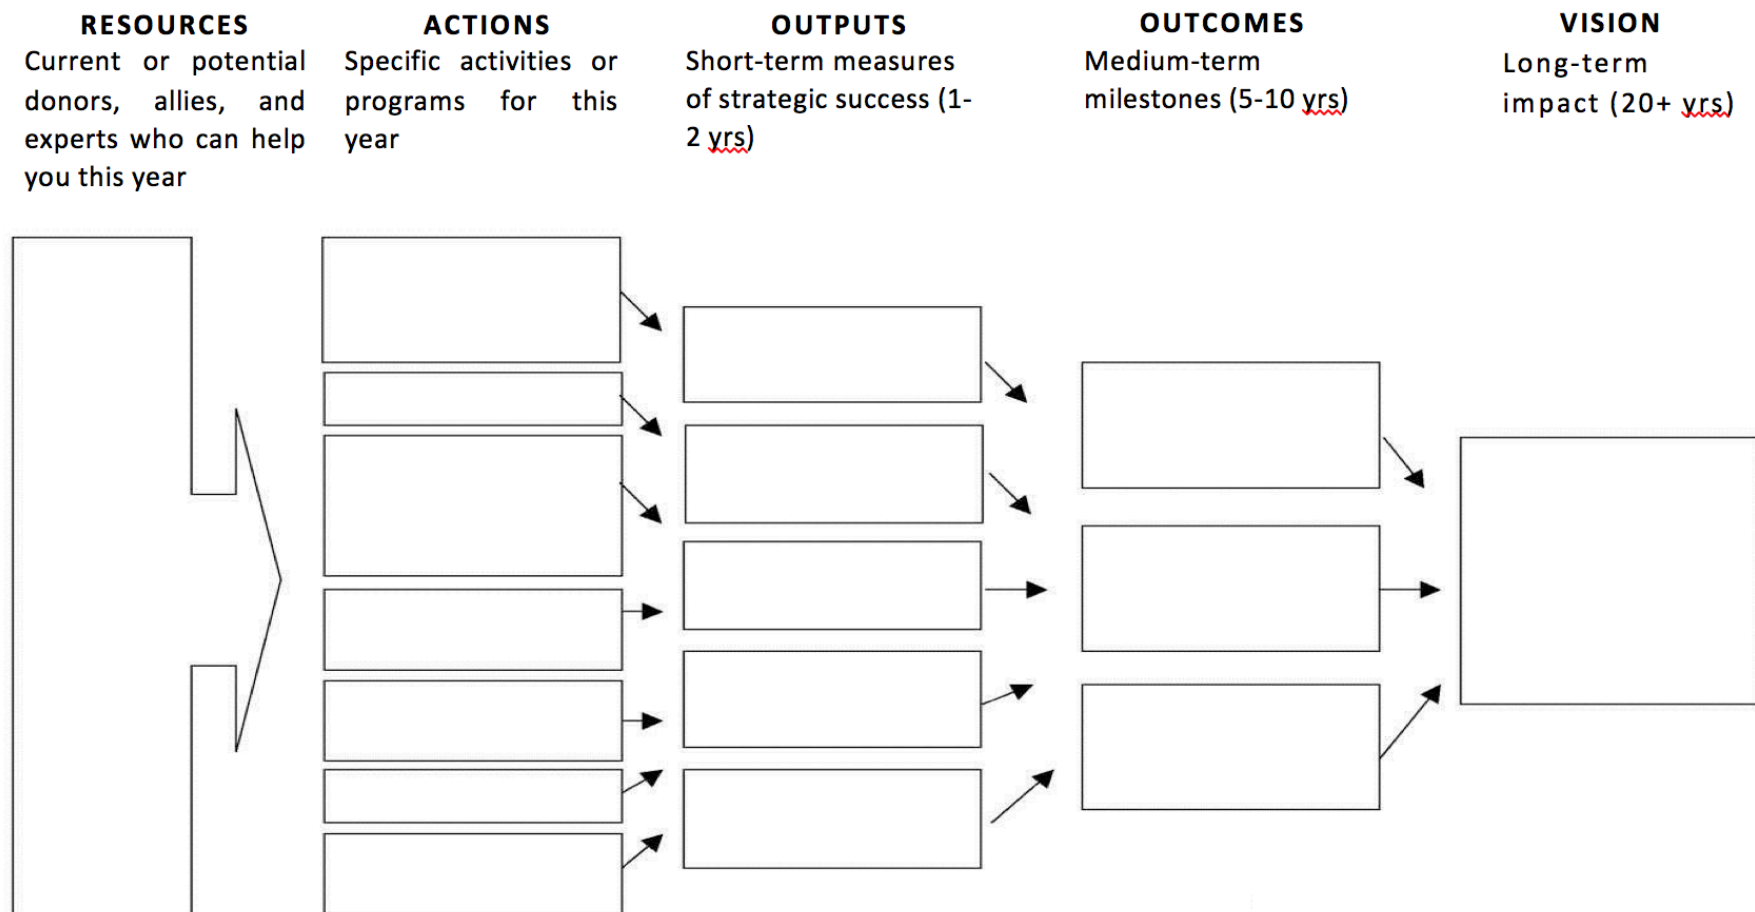 RESOURCES
Current or potential
donors, allies, and
experts who can help
you this year
ACTIONS
Specific activities or
programs for this
year
OUTPUTS
Short-term measures
of strategic success (1-
2 yrs)
OUTCOMES
Medium-term
milestones (5-10 yrs)
VISION
Long-term
impact (20+ yrs)